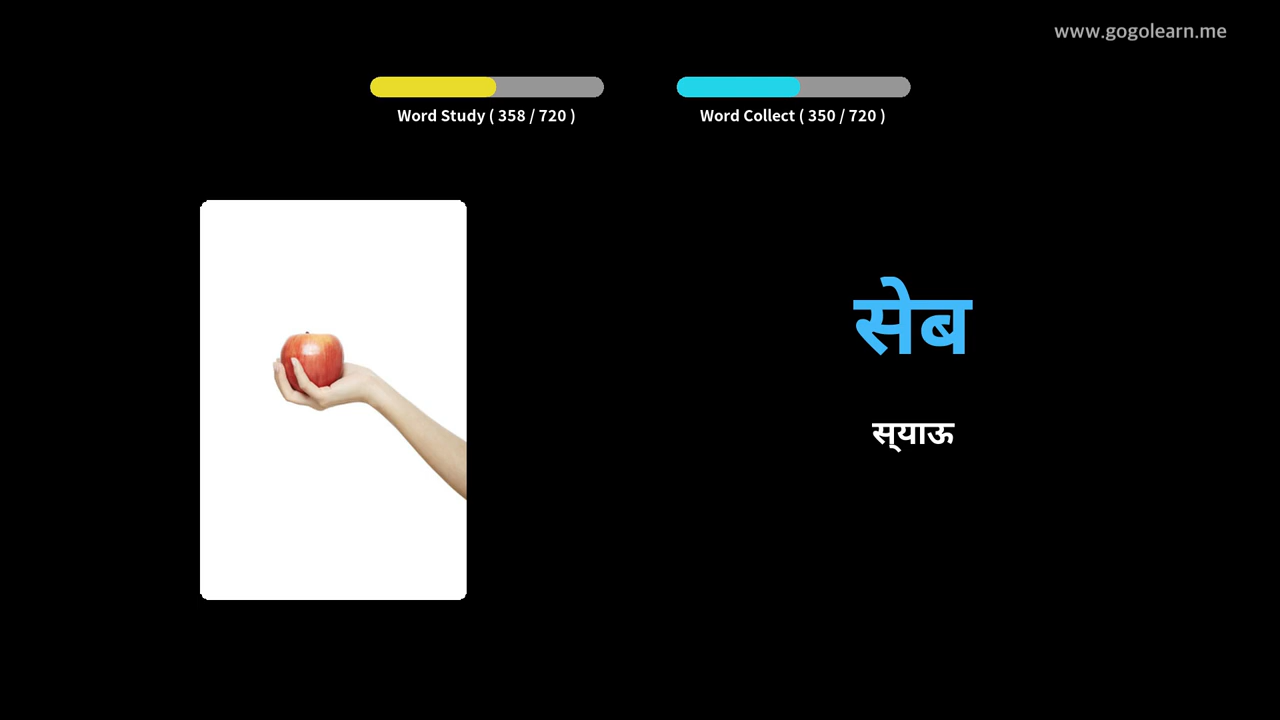 www.gogolearn.me
Word Study ( 358 / 720 )
Word Collect ( 350 / 720 )
सेब
स्‌याऊ